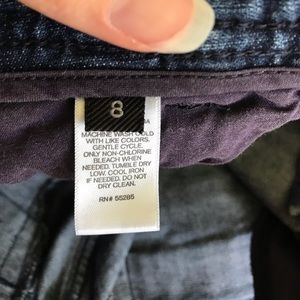 8
MACHINE WASH COLD
WITH LIKE COLORS.
GENTLE CYCLE.
ONLY NON-CHLORINE
BLEACH WHEN
NEEDED. TUMBLE DRY
LOW. COOL IRON
IF NEEDED. DO NOT
DRY CLEAN.
RN# 55285